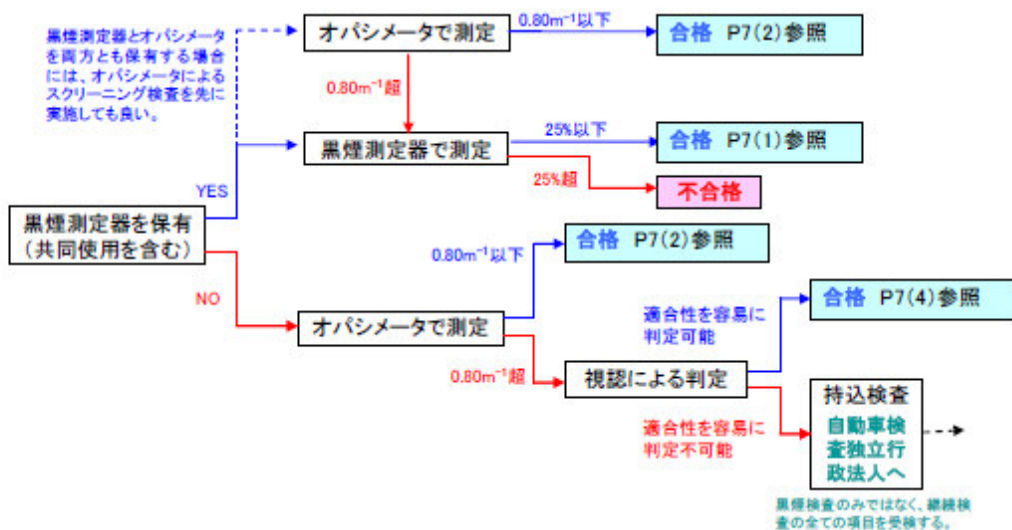 黒煙測定器とオパシメータ
を両方とも保有する場合
には、オパシメータによる
スクリーニング検査を先に
実施しても良い。
オパシメータで測定
0.80m⁻¹以下
合格 P7(2)参照
0.80m⁻¹超
黒煙測定器で測定
25%以下
合格 P7(1)参照
25%超
不合格
YES
黒煙測定器を保有
(共同使用を含む)
NO
オパシメータで測定
0.80m⁻¹以下
合格 P7(2)参照
0.80m⁻¹超
視認による判定
適合性を容易に
判定可能
合格 P7(4)参照
適合性を容易に
判定不可能
持込検査
自動車検
査独立行
政法人へ
黒煙検査のみではなく、継続検
査の全ての項目を受検する。